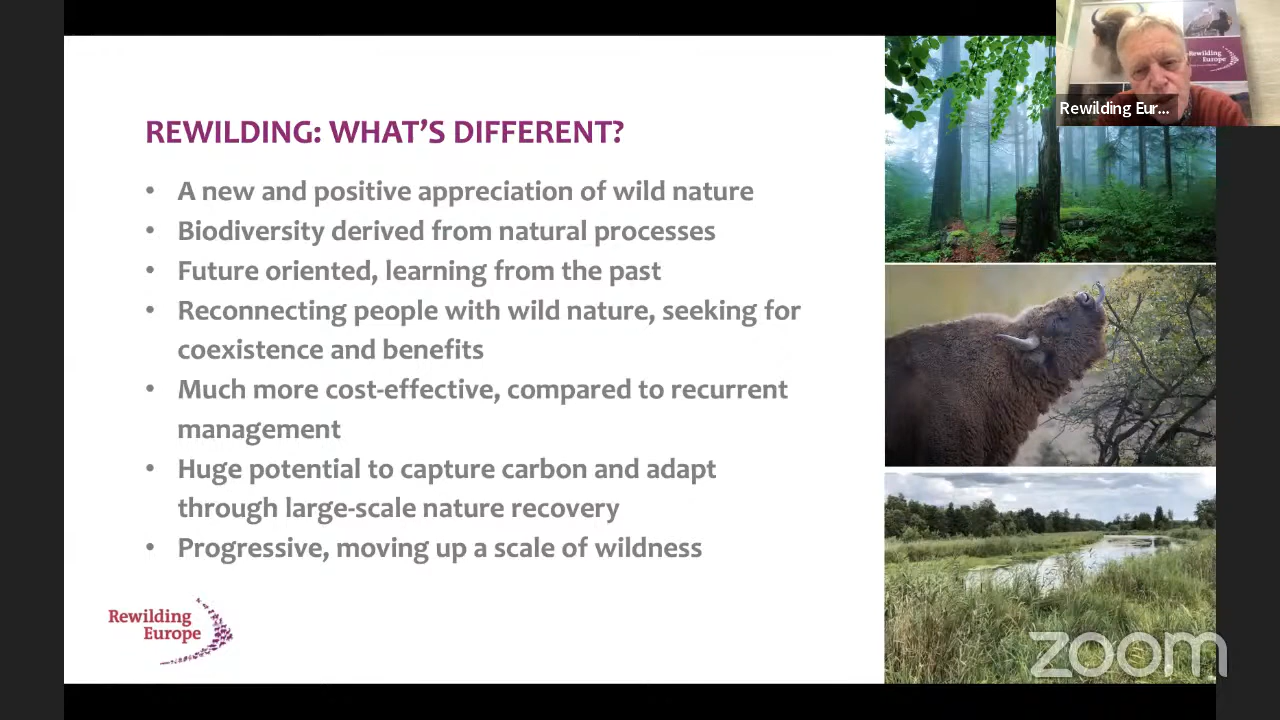 REWILDING: WHAT'S DIFFERENT?
• A new and positive appreciation of wild nature
• Biodiversity derived from natural processes
• Future oriented, learning from the past
• Reconnecting people with wild nature, seeking for
coexistence and benefits
• Much more cost-effective, compared to recurrent
management
• Huge potential to capture carbon and adapt
through large-scale nature recovery
• Progressive, moving up a scale of wildness
Rewilding
Europe
Rewilding
Europe
Rewilding Eur...
zoom